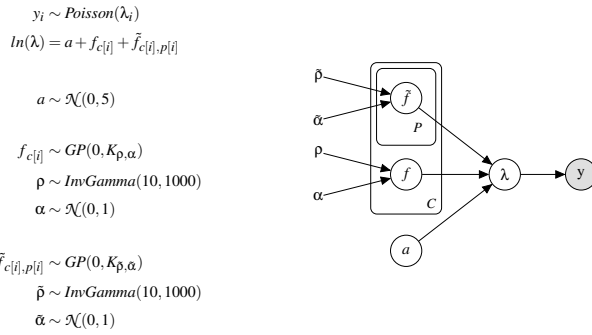 y_i ∼ Poisson(λ_i)
ln(λ) = a + f_{c[i]} + f̃_{c[i],p[i]}
a ∼ 𝒩(0,5)
f_{c[i]} ∼ GP(0,K_{ρ,α})
ρ ∼ InvGamma(10,1000)
α ∼ 𝒩(0,1)
f̃_{c[i],p[i]} ∼ GP(0,K_{ρ̃,α̃})
ρ̃ ∼ InvGamma(10,1000)
α̃ ∼ 𝒩(0,1)
ρ̃
f̃
α̃
P
ρ
f
α
C
λ
y
a